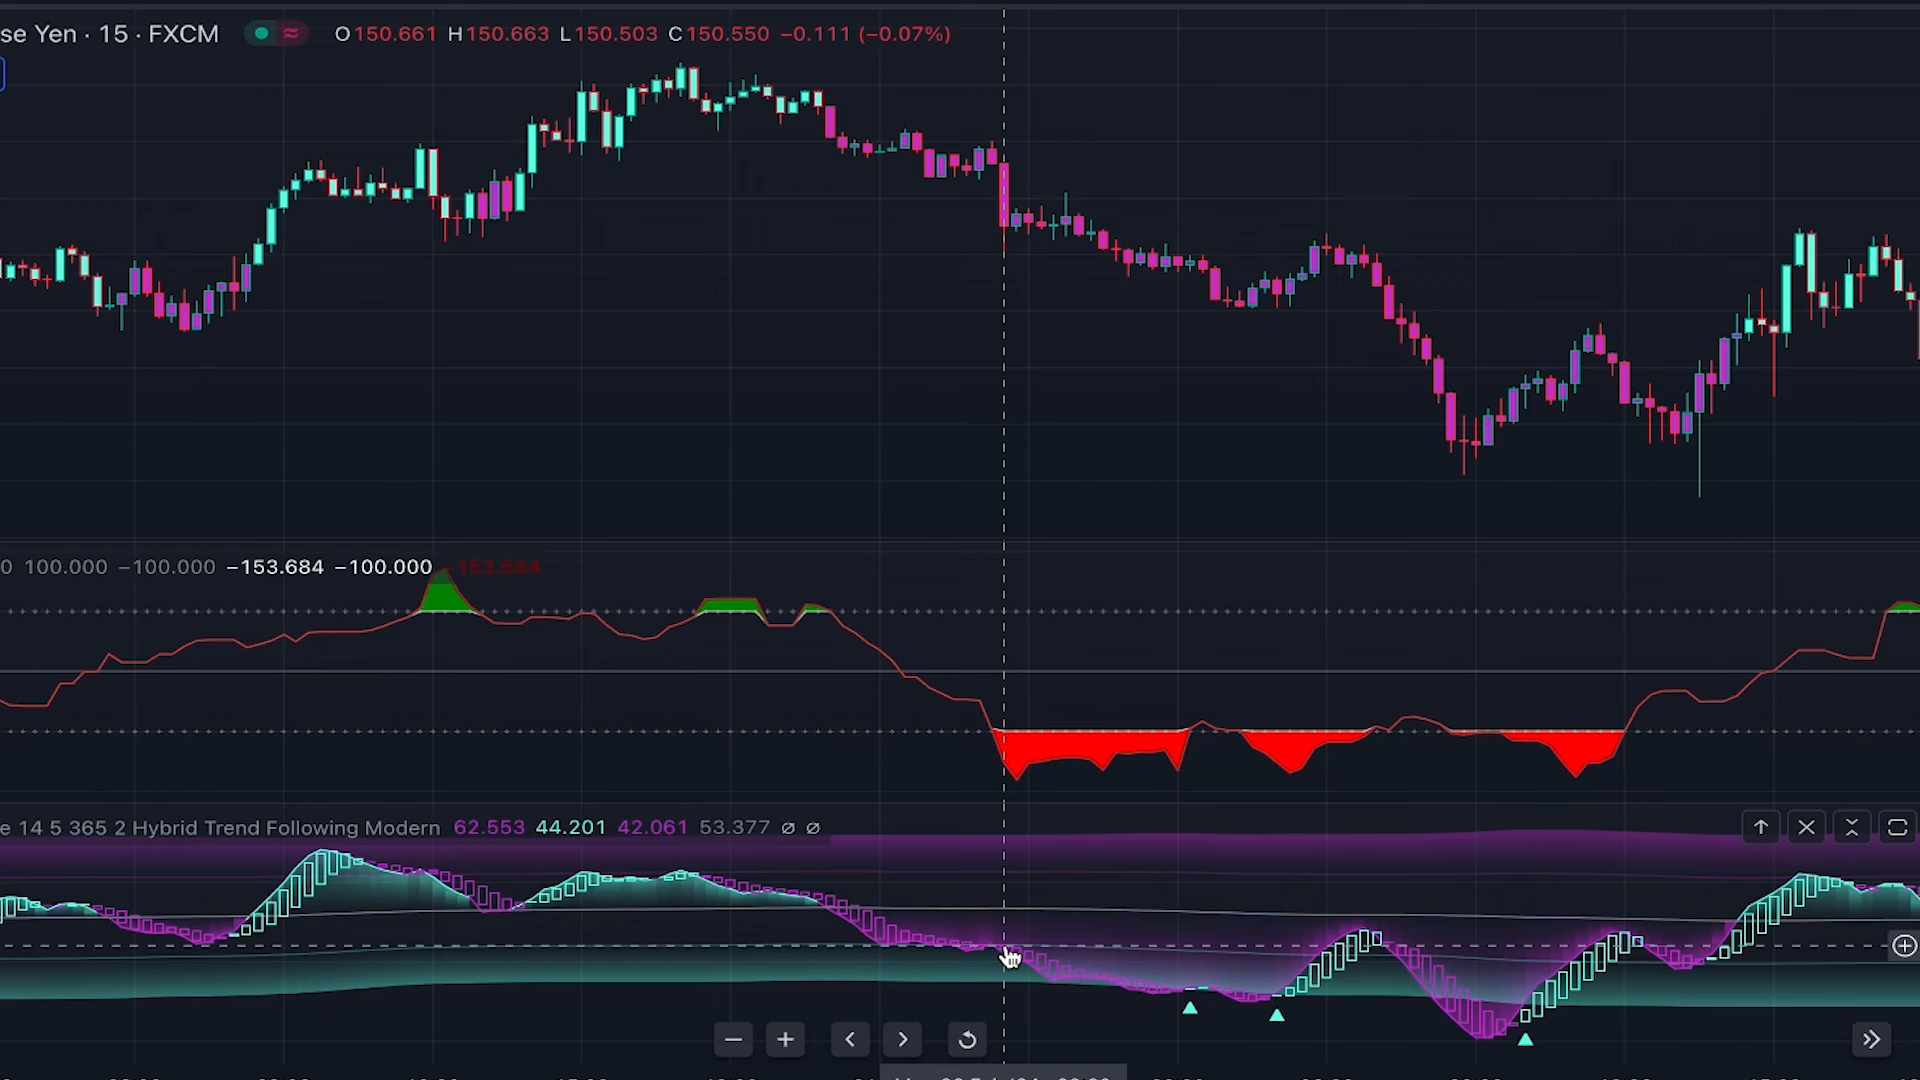 se Yen · 15 · FXCM O150.661 H150.663 L150.503 C150.550 −0.111 (−0.07%)
0 100.000 −100.000 −153.684 −100.000 −153.684
e 14 5 365 2 Hybrid Trend Following Modern 62.553 44.201 42.061 53.377 ∅ ∅